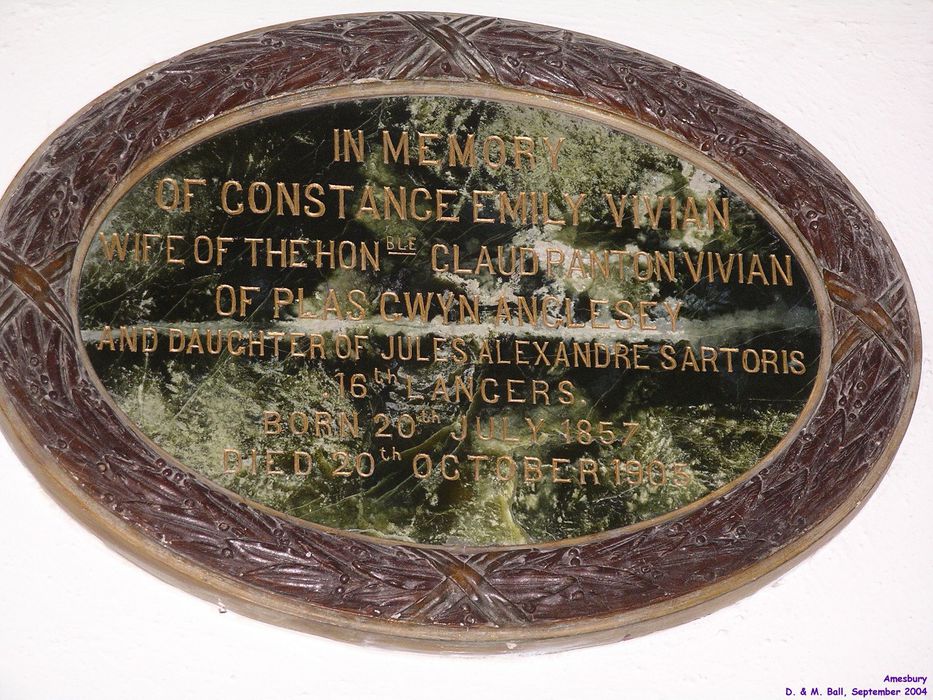 IN MEMORY
OF CONSTANCE EMILY VIVIAN
WIFE OF THE HONBLE CLAUD PANTON VIVIAN
OF PLAS GWYN ANGLESEY
AND DAUGHTER OF JULES ALEXANDRE SARTORIS
.16th LANCERS.
BORN 20th JULY 1857
DIED 20th OCTOBER 1903
Amesbury
D. & M. Ball, September 2004